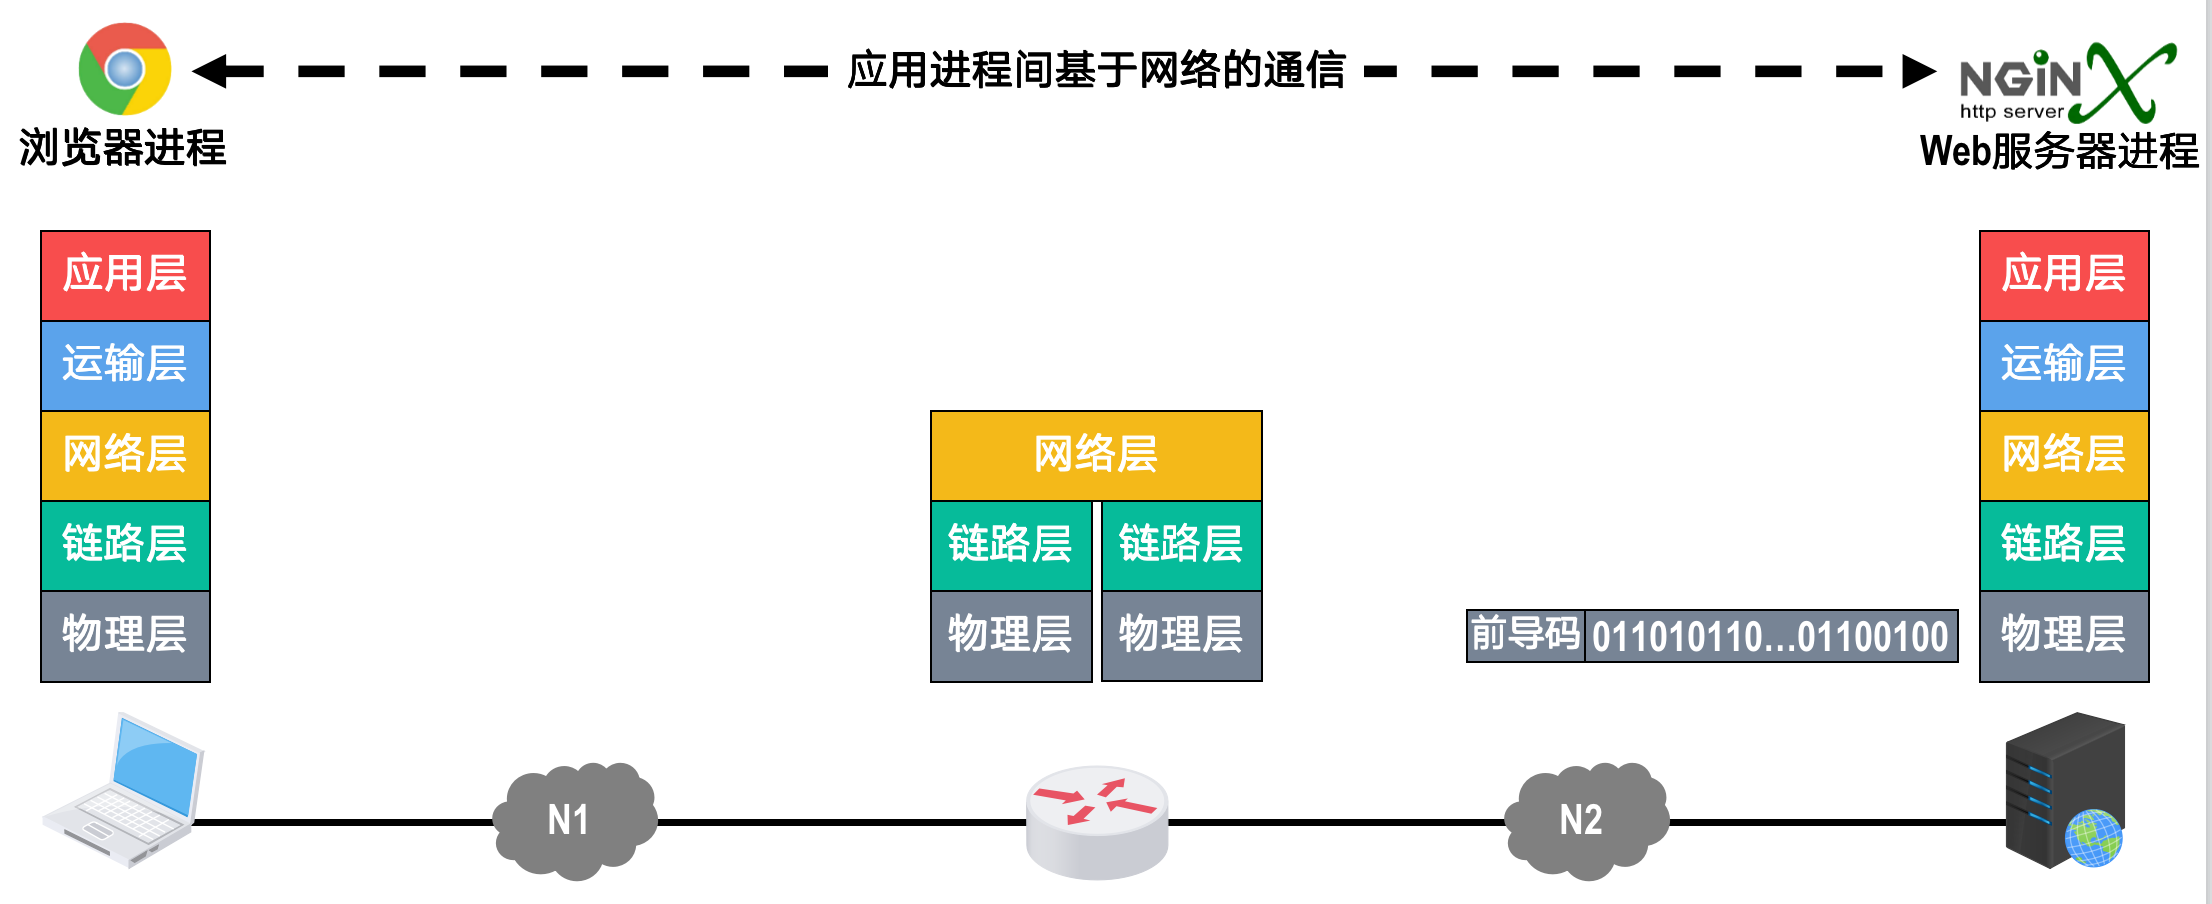 应用进程间基于网络的通信
NGiNX
http server
浏览器进程
Web服务器进程
应用层
运输层
网络层
链路层
物理层
网络层
链路层 链路层
物理层 物理层
前导码 011010110...01100100
应用层
运输层
网络层
链路层
物理层
N1
N2